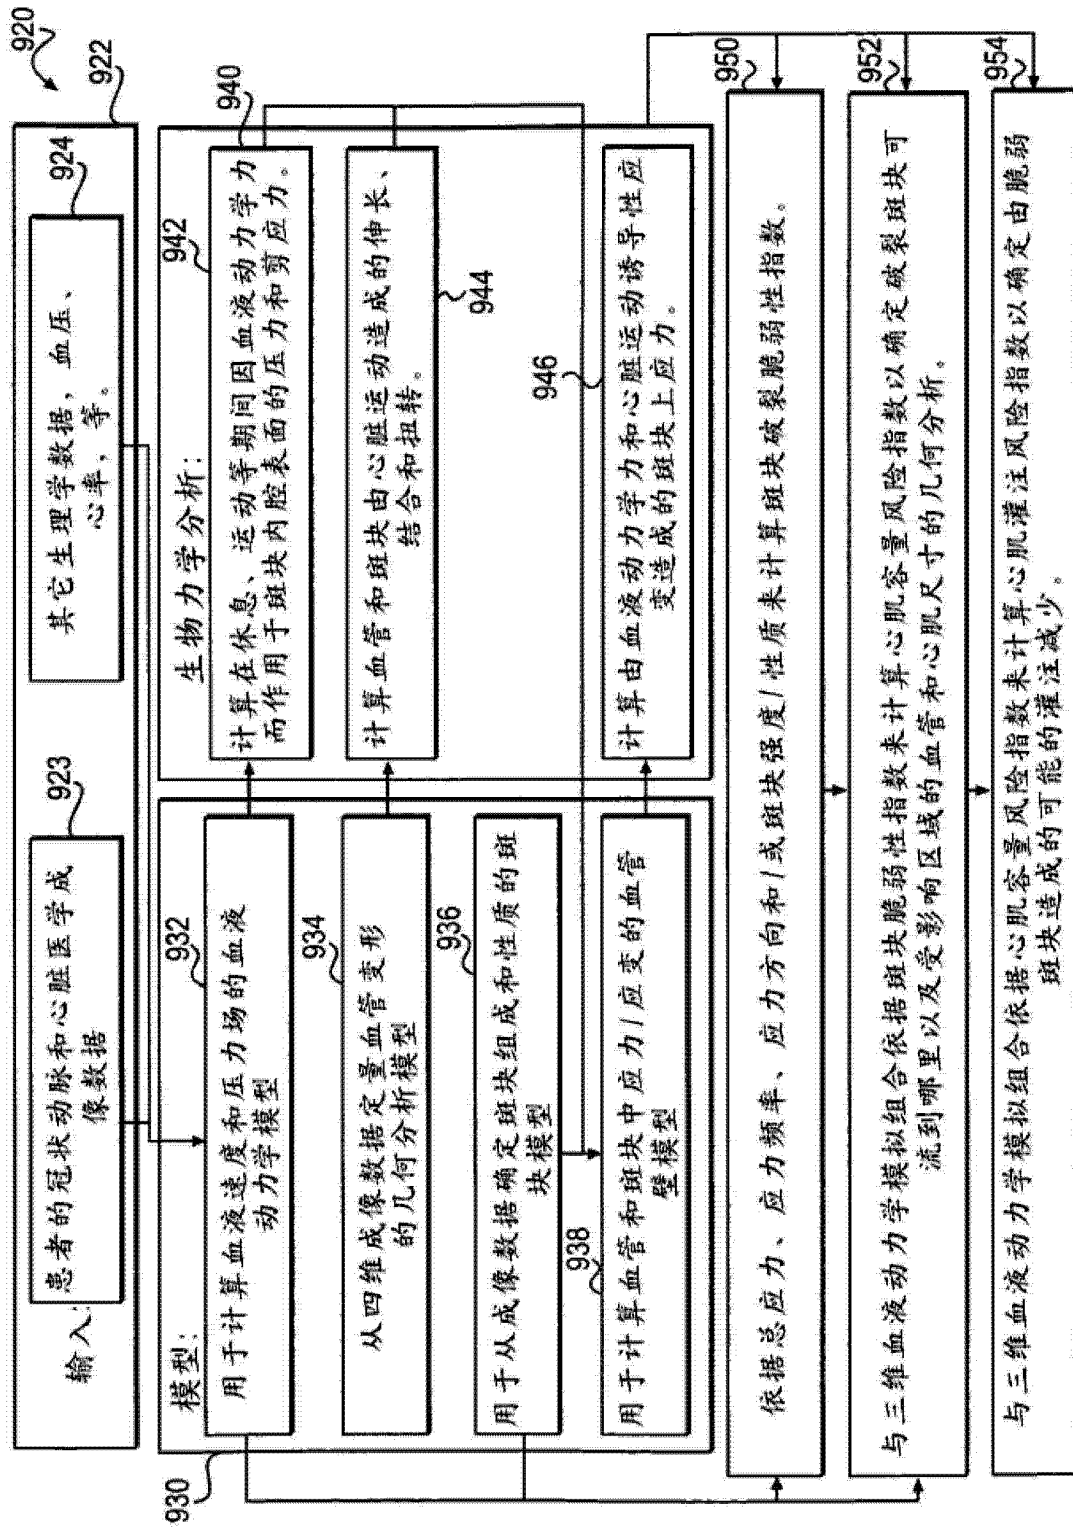 920
922
输入:
923
患者的冠状动脉和心脏医学成
像数据
924
其它生理学数据，血压、
心率，等。
930
模型:
932
用于计算血液速度和压力场的血液
动力学模型
934
从四维成像数据定量血管变形
的几何分析模型
936
用于从成像数据确定斑块组成和性质的斑
块模型
938
用于计算血管和斑块中应力/应变的血管
壁模型
940
生物力学分析:
942
计算在休息、运动等期间因血液动力学力
而作用于斑块内腔表面的压力和剪应力。
944
计算血管和斑块由心脏运动造成的伸长、
结合和扭转。
946
计算由血液动力学力和心脏运动诱导性应
变造成的斑块上应力。
950
依据总应力、应力频率、应力方向和/或斑块强度/性质来计算斑块破裂脆弱性指数。
952
与三维血液动力学模拟组合依据斑块脆弱性指数来计算心肌容量风险指数以确定破裂斑块可
流到哪里以及受影响区域的血管和心肌尺寸的几何分析。
954
与三维血液动力学模拟组合依据心肌容量风险指数来计算心肌灌注风险指数以确定由脆弱
斑块造成的可能的灌注减少。